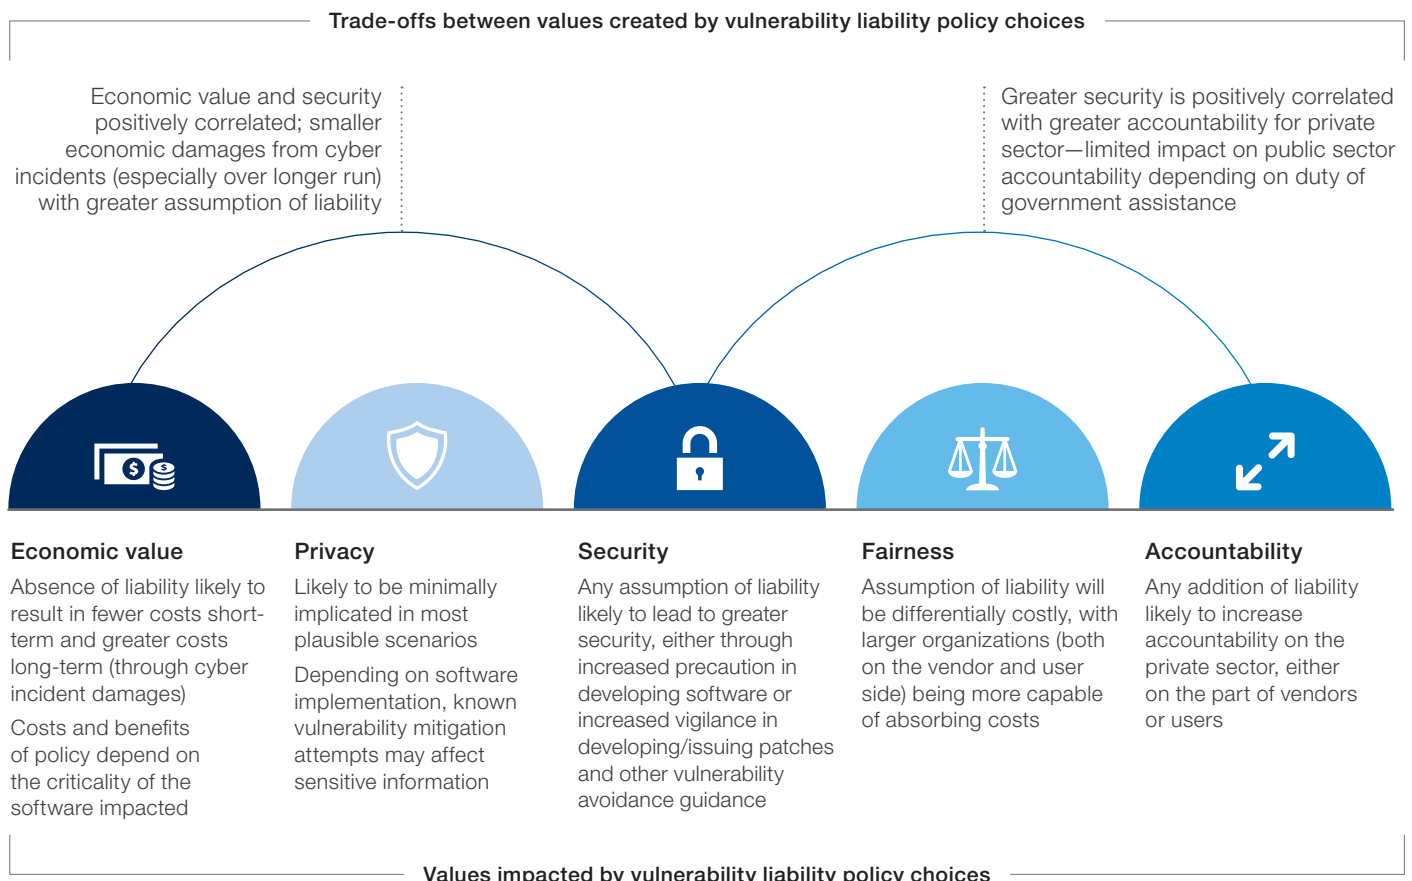 Trade-offs between values created by vulnerability liability policy choices
Economic value and security
positively correlated; smaller
economic damages from cyber
incidents (especially over longer run)
with greater assumption of liability
Greater security is positively correlated
with greater accountability for private
sector—limited impact on public sector
accountability depending on duty of
government assistance
$
$
Economic value
Absence of liability likely to
result in fewer costs short-
term and greater costs
long-term (through cyber
incident damages)
Costs and benefits
of policy depend on
the criticality of the
software impacted
Privacy
Likely to be minimally
implicated in most
plausible scenarios
Depending on software
implementation, known
vulnerability mitigation
attempts may affect
sensitive information
Security
Any assumption of liability
likely to lead to greater
security, either through
increased precaution in
developing software or
increased vigilance in
developing/issuing patches
and other vulnerability
avoidance guidance
Fairness
Assumption of liability will
be differentially costly, with
larger organizations (both
on the vendor and user
side) being more capable
of absorbing costs
Accountability
Any addition of liability
likely to increase
accountability on the
private sector, either
on the part of vendors
or users
Values impacted by vulnerability liability policy choices